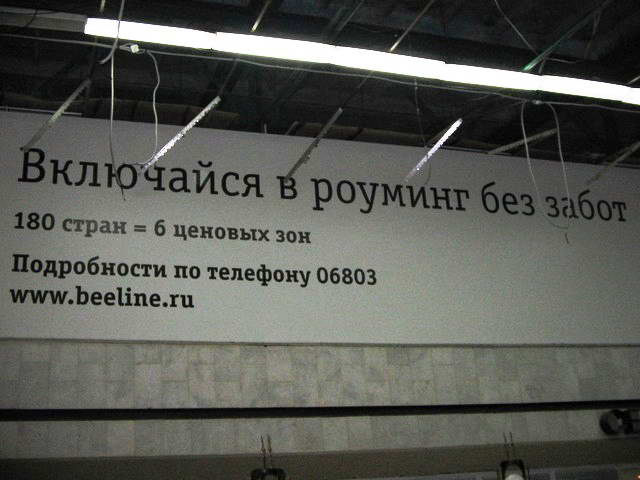 Включайся в роуминг без забот
180 стран = 6 ценовых зон
Подробности по телефону 06803
www.beeline.ru